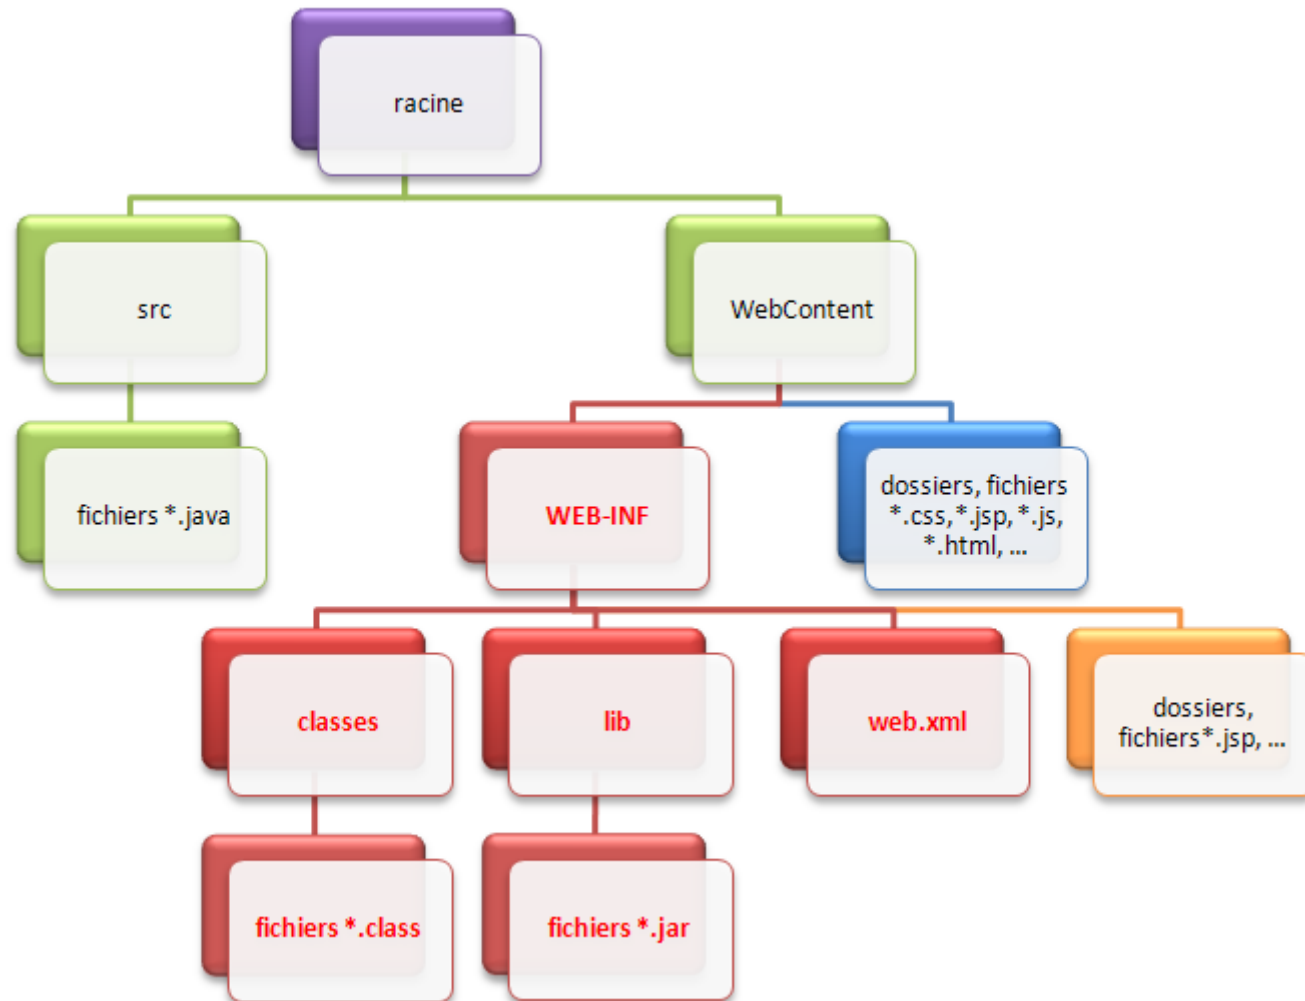 racine
src
WebContent
fichiers *.java
WEB-INF
dossiers, fichiers
*.css,*.jsp, *.js,
*.html, ...
classes
lib
web.xml
dossiers,
fichiers*.jsp, ...
fichiers *.class
fichiers *.jar